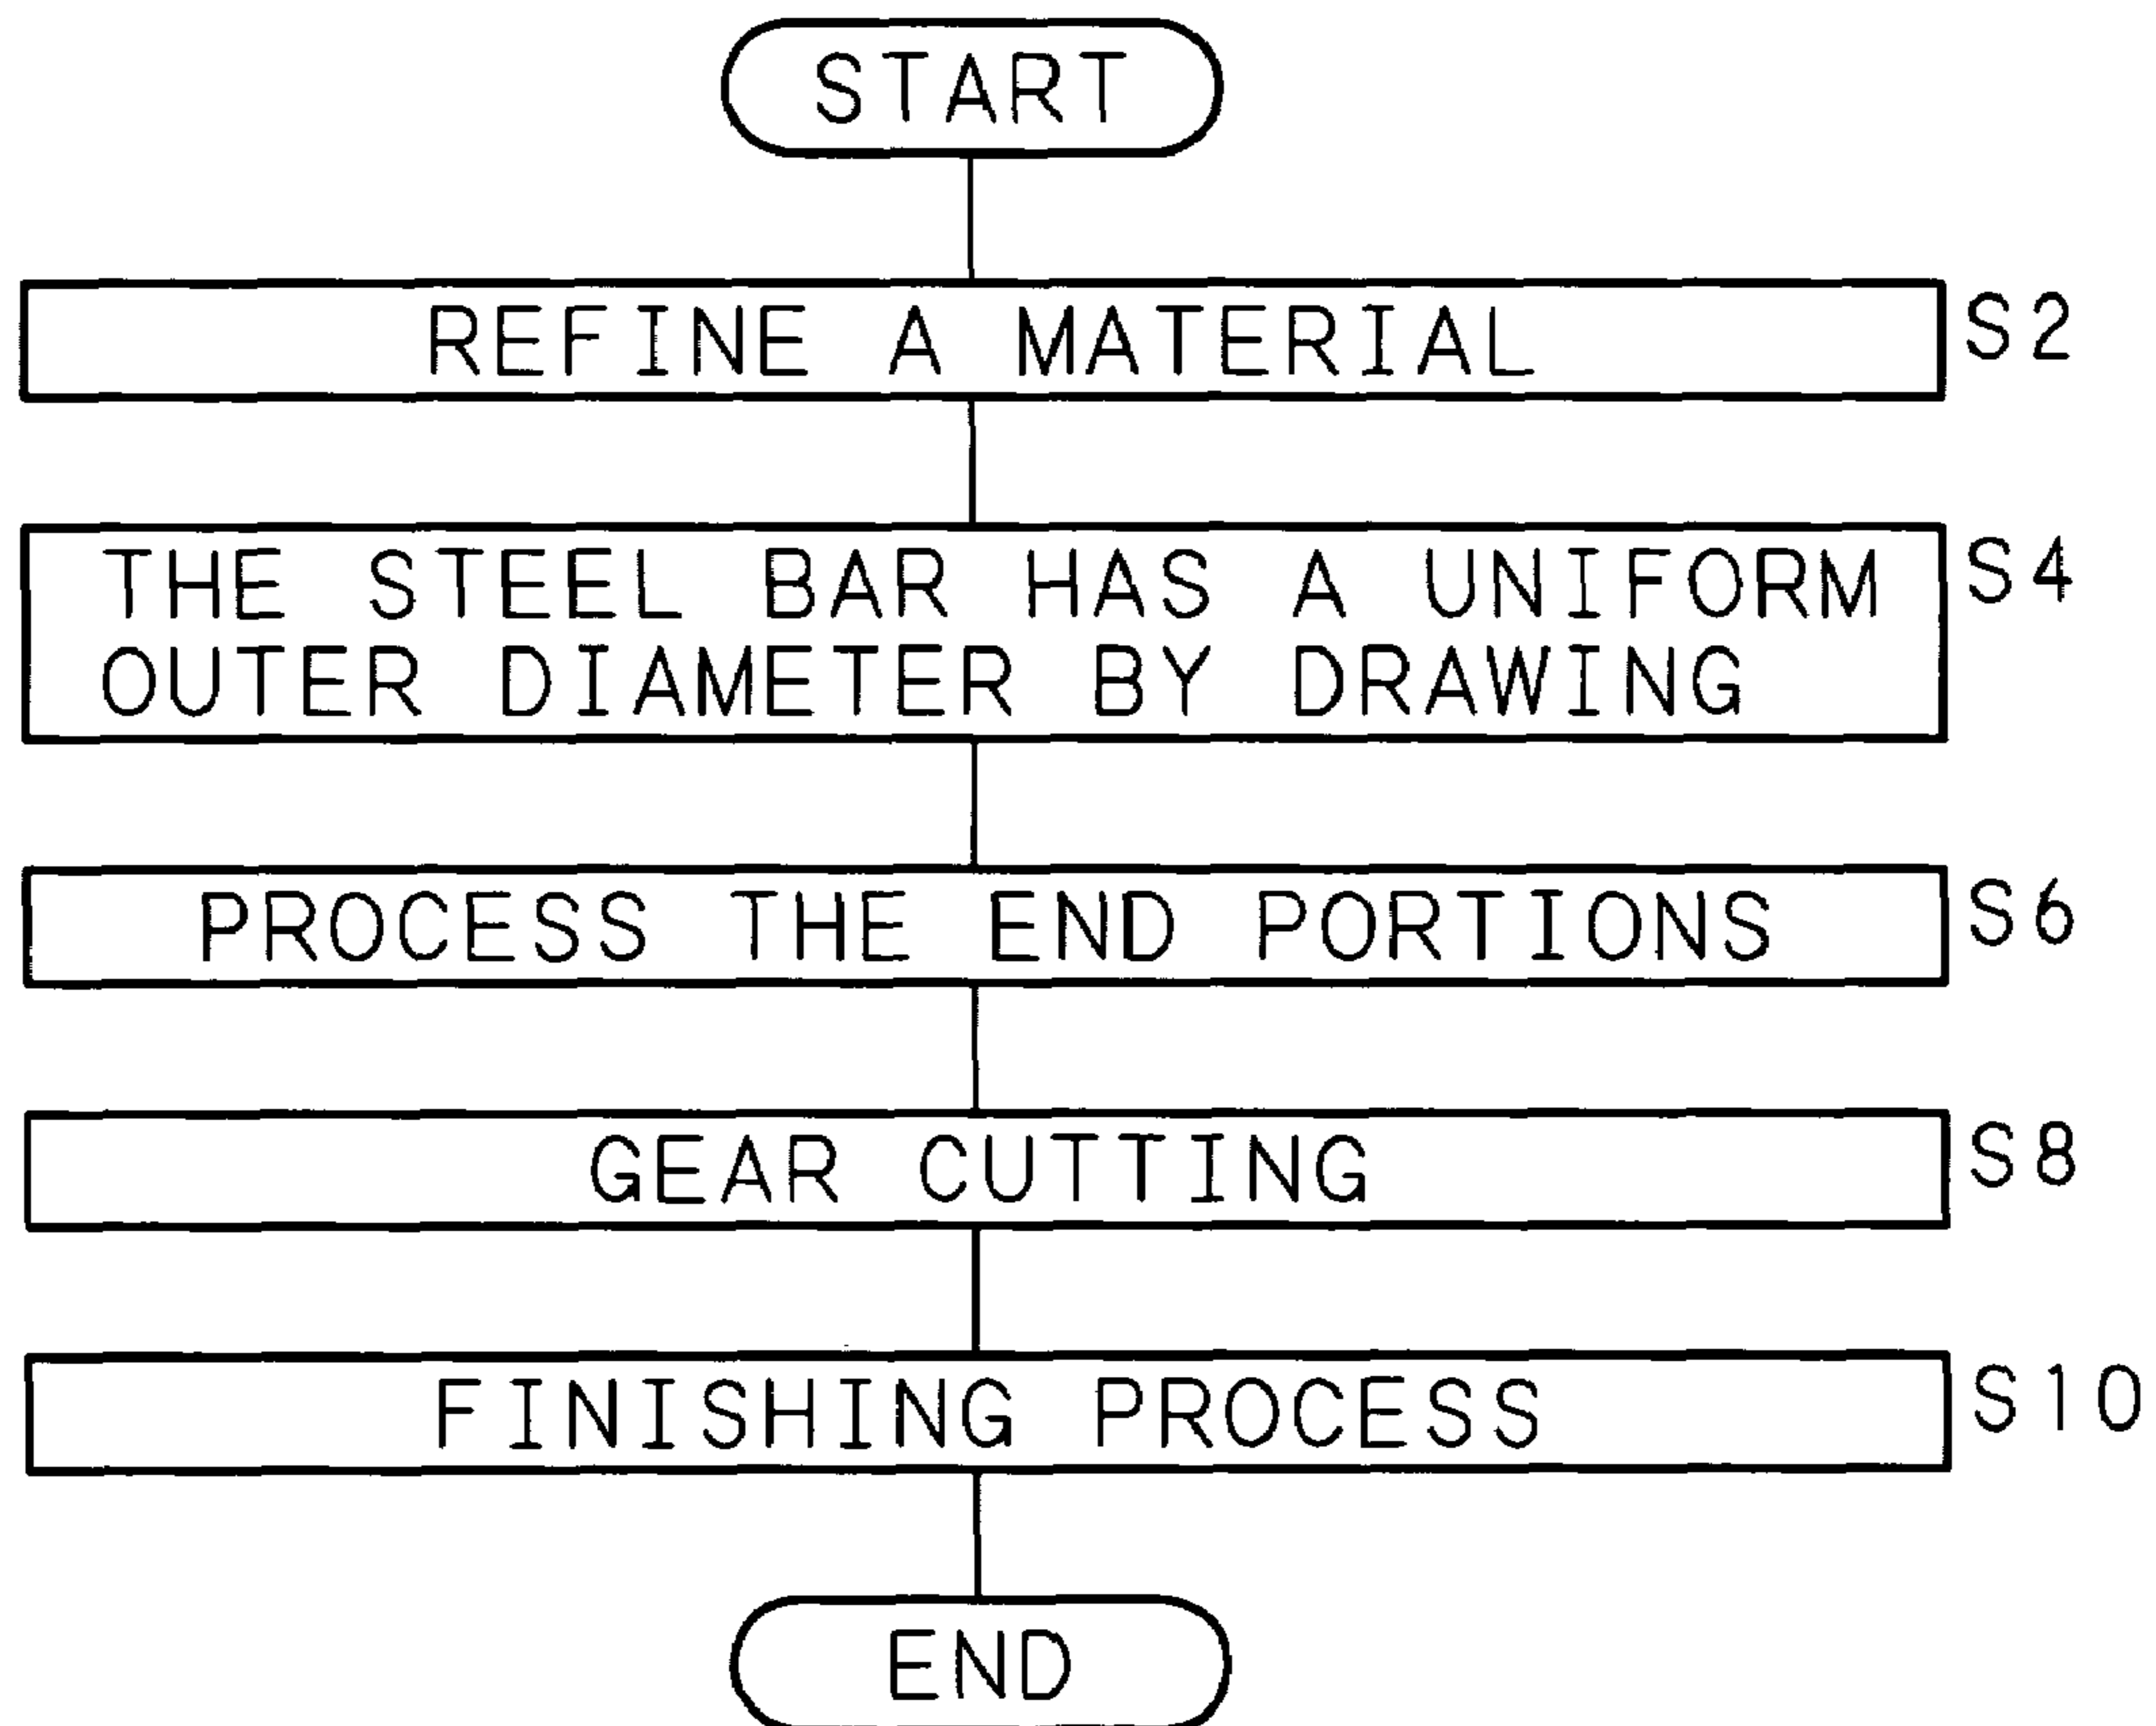 START
REFINE A MATERIAL S2
THE STEEL BAR HAS A UNIFORM S4
OUTER DIAMETER BY DRAWING
PROCESS THE END PORTIONS S6
GEAR CUTTING S8
FINISHING PROCESS S10
END